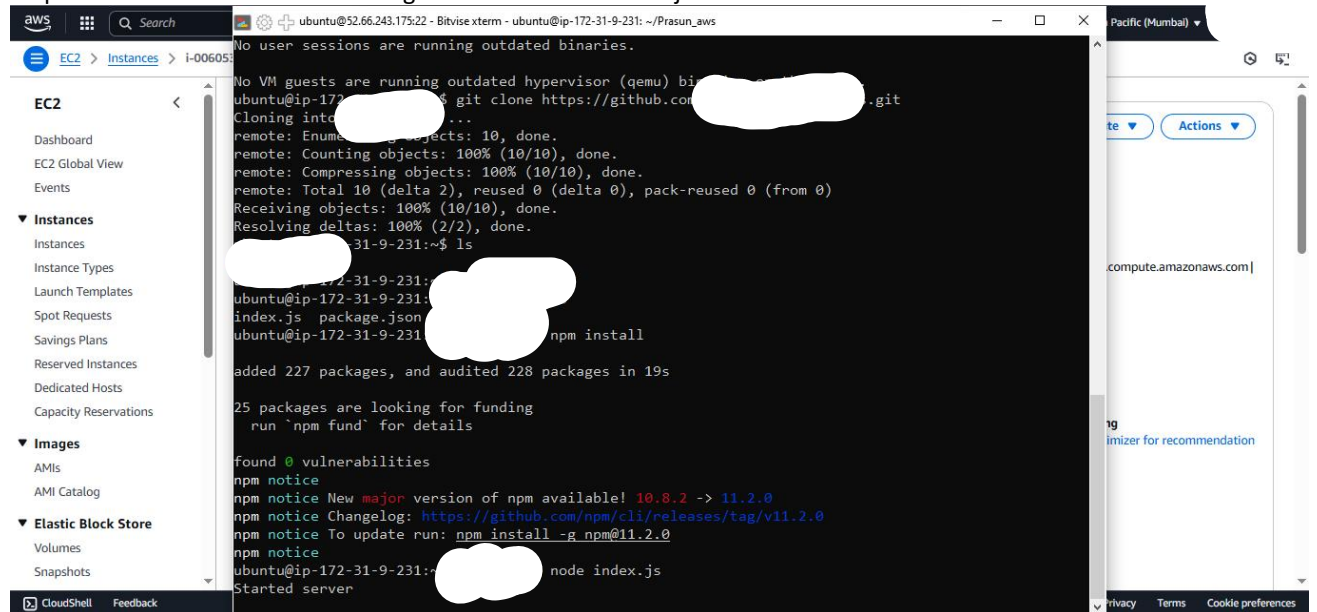 aws
Search
Pacific (Mumbai)
EC2 > Instances > i-00605
ubuntu@52.66.243.175:22 - Bitvise xterm - ubuntu@ip-172-31-9-231: ~/Prasun_aws
EC2
Dashboard
EC2 Global View
Events
Instances
Instances
Instance Types
Launch Templates
Spot Requests
Savings Plans
Reserved Instances
Dedicated Hosts
Capacity Reservations
Images
AMIs
AMI Catalog
Elastic Block Store
Volumes
Snapshots
CloudShell Feedback
No user sessions are running outdated binaries.
No VM guests are running outdated hypervisor (qemu)
ubuntu@ip-172 $ git clone https://github.co .git
Cloning into ...
remote: objects: 10, done.
remote: Counting objects: 100% (10/10), done.
remote: Compressing objects: 100% (10/10), done.
remote: Total 10 (delta 2), reused 0 (delta 0), pack-reused 0 (from 0)
Receiving objects: 100% (10/10), done.
Resolving deltas: 100% (2/2), done.
-31-9-231:~$ ls
-172-31-9-231:
ubuntu@ip-172-31-9-231:
index.js package.json
ubuntu@ip-172-31-9-231: npm install
added 227 packages, and audited 228 packages in 19s
25 packages are looking for funding
run `npm fund` for details
found 0 vulnerabilities
npm notice
npm notice New major version of npm available! 10.8.2 -> 11.2.0
npm notice Changelog: https://github.com/npm/cli/releases/tag/v11.2.0
npm notice To update run: npm install -g npm@11.2.0
npm notice
ubuntu@ip-172-31-9-231:~ node index.js
Started server
Actions
.compute.amazonaws.com |
imizer for recommendation
Privacy Terms Cookie preferences